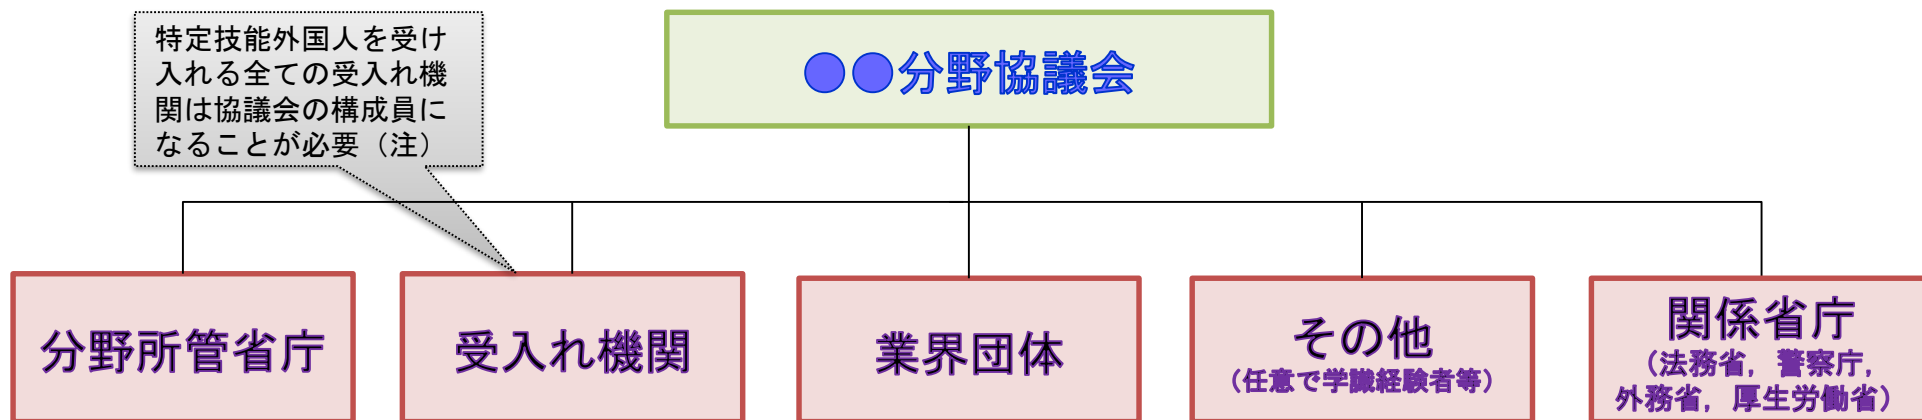 特定技能外国人を受け
入れる全ての受入れ機
関は協議会の構成員に
なることが必要（注）
●●分野協議会
分野所管省庁
受入れ機関
業界団体
その他
（任意で学識経験者等）
関係省庁
（法務省，警察庁，
外務省，厚生労働省）